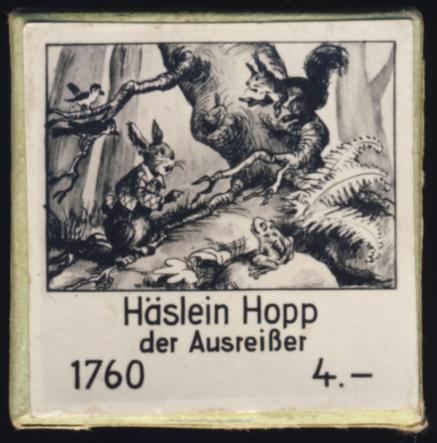 Häslein Hopp
der Ausreißer
1760 4.–